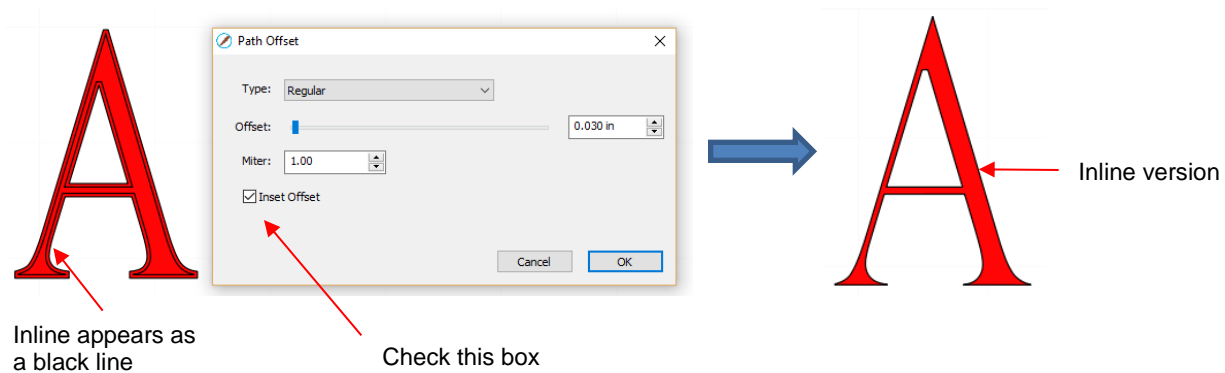 Path Offset
Type: Regular
Offset: 0.030 in
Miter: 1.00
Inset Offset
Cancel OK
A
A
Inline version
Inline appears as
a black line
Check this box